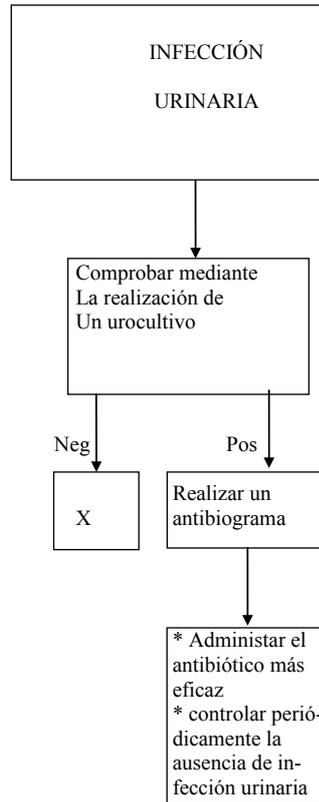 INFECCIÓN
URINARIA
Comprobar mediante
La realización de
Un urocultivo
Neg
Pos
X
Realizar un
antibiograma
* Administar el
antibiótico más
eficaz
* controlar perió-
dicamente la
ausencia de in-
fección urinaria